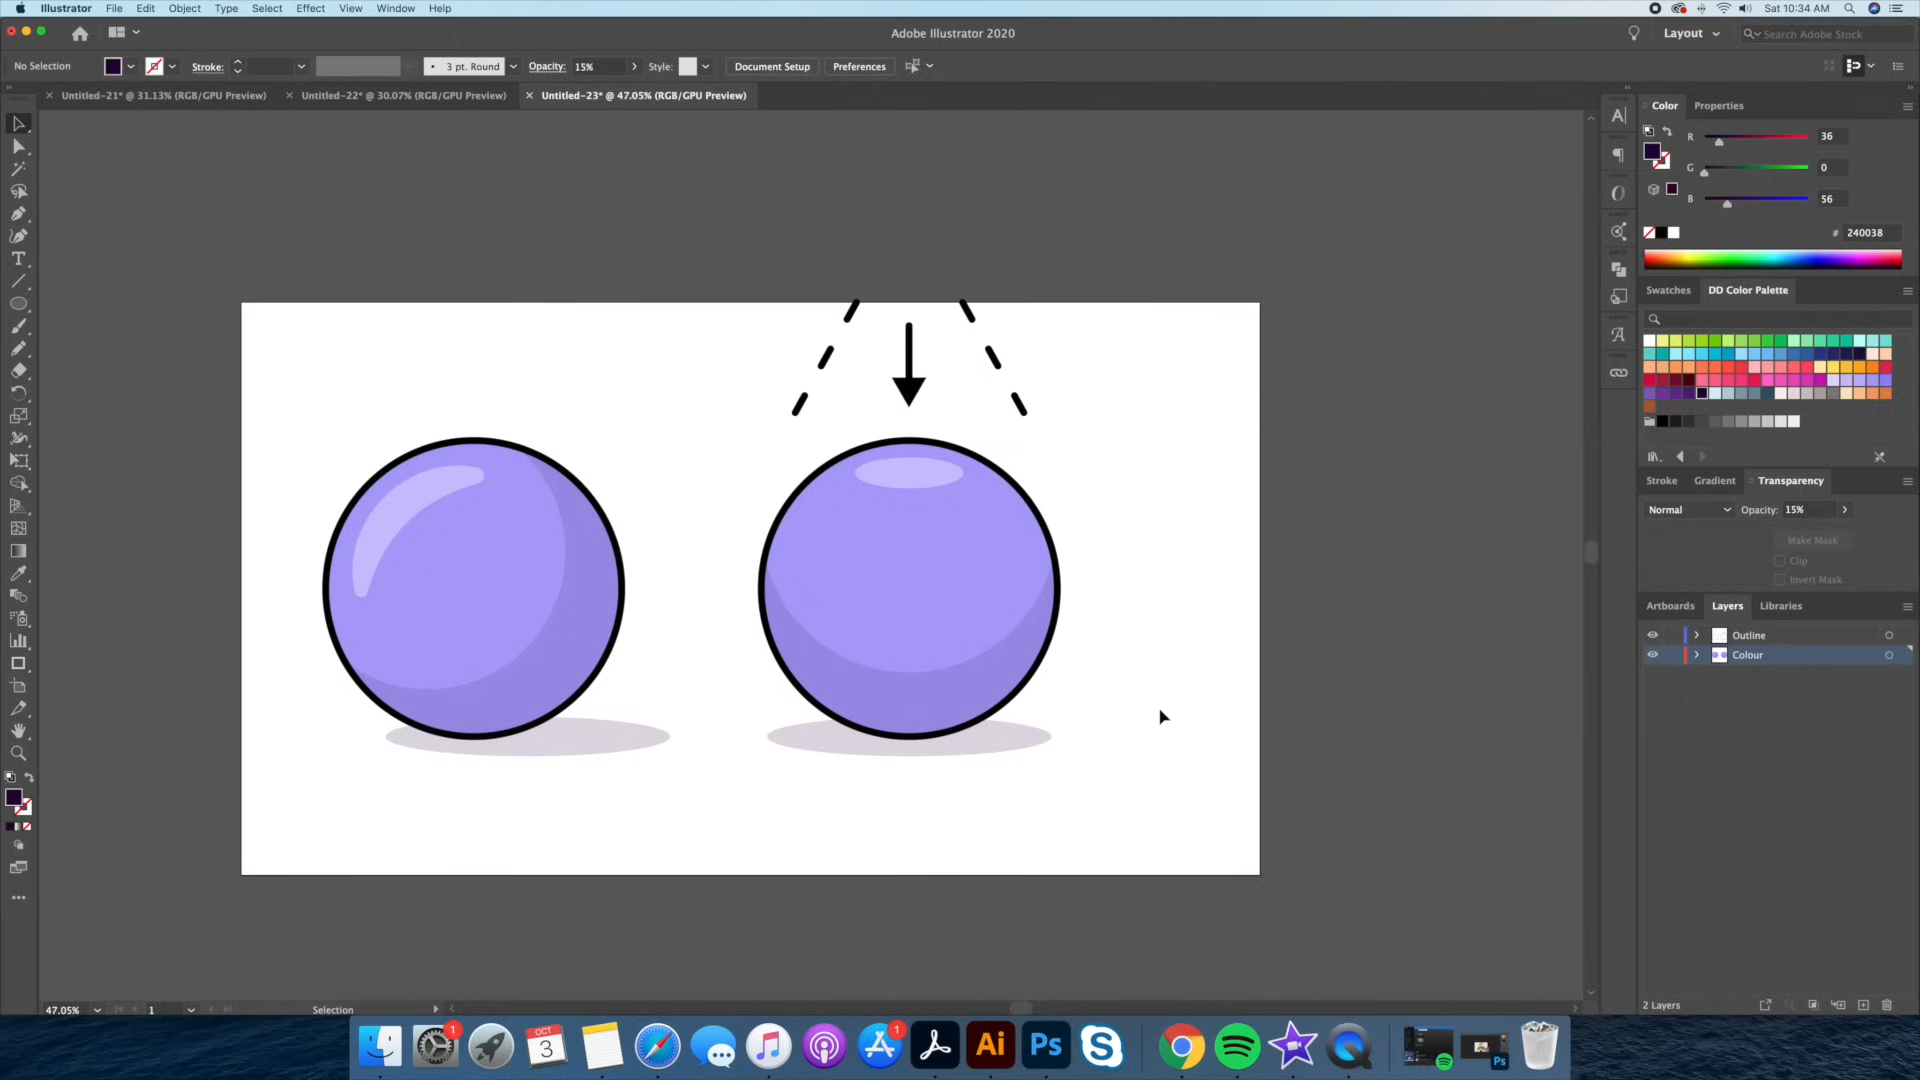 Illustrator File Edit Object Type Select Effect View Window Help
Sat 10:34 AM
Adobe Illustrator 2020
Layout
Search Adobe Stock
No Selection
Stroke:
3 pt. Round
Opacity: 15%
Style:
Document Setup
Preferences
Untitled-21* @ 31.13% (RGB/GPU Preview)
Untitled-22* @ 30.07% (RGB/GPU Preview)
Untitled-23* @ 47.05% (RGB/GPU Preview)
Color Properties
R 36
G 0
B 56
# 240038
Swatches DD Color Palette
Stroke Gradient Transparency
Normal Opacity: 15%
Make Mask
Clip
Invert Mask
Artboards Layers Libraries
Outline
Colour
2 Layers
47.05% 1 Selection
1
OCT
3
1
Ai
Ps
Ps